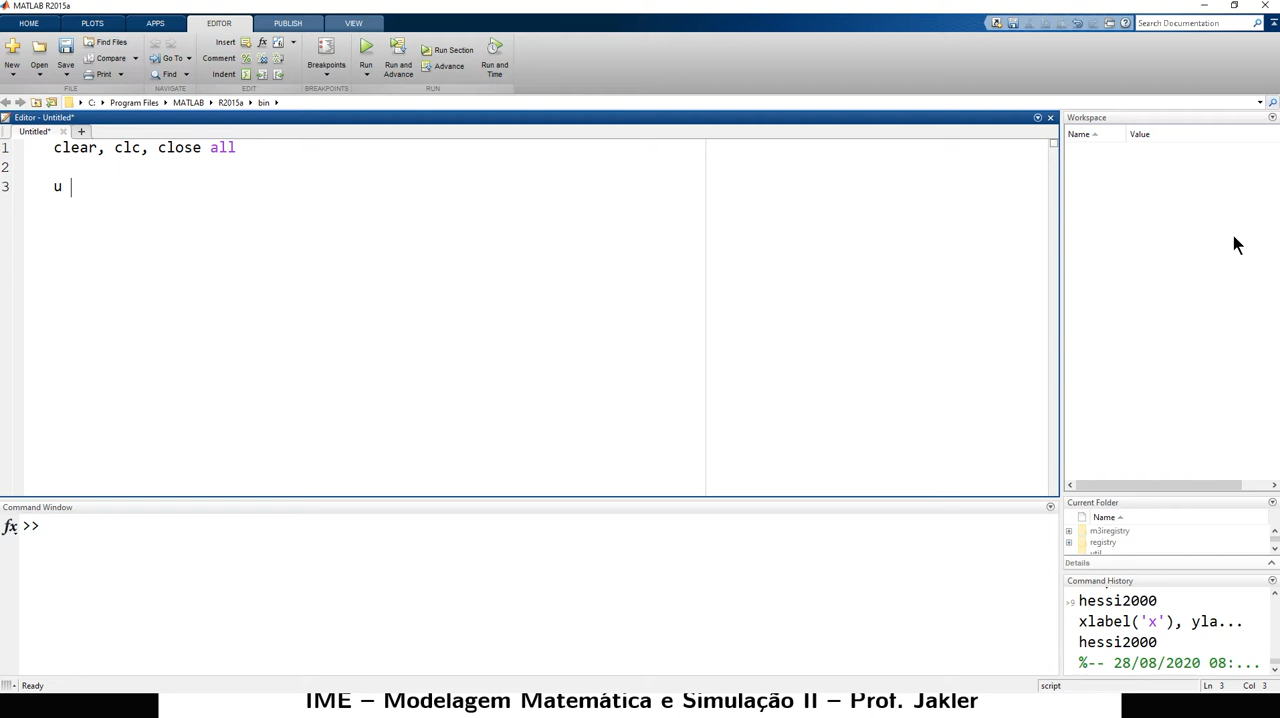 MATLAB R2015a
HOME PLOTS APPS EDITOR PUBLISH VIEW
Search Documentation
New Open Save Find Files Compare Print
Go To Find
Insert fx
Comment
Indent
Breakpoints
Run Run and Advance Run Section Advance Run and Time
FILE NAVIGATE EDIT BREAKPOINTS RUN
C: Program Files MATLAB R2015a bin
Editor - Untitled*
Untitled*
1 clear, clc, close all
2
3 u
Workspace
Name Value
Command Window
fx >>
Current Folder
Name
m3iregistry
registry
util
Details
Command History
hessi2000
xlabel('x'), yla...
hessi2000
%-- 28/08/2020 08:...
Ready
script Ln 3 Col 3
IME – Modelagem Matemática e Simulação II – Prof. Jakler